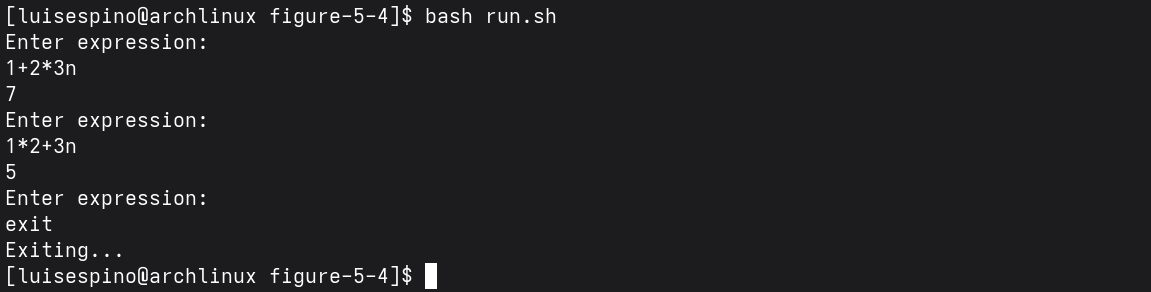 [luisespino@archlinux figure-5-4]$ bash run.sh
Enter expression:
1+2*3n
7
Enter expression:
1*2+3n
5
Enter expression:
exit
Exiting...
[luisespino@archlinux figure-5-4]$